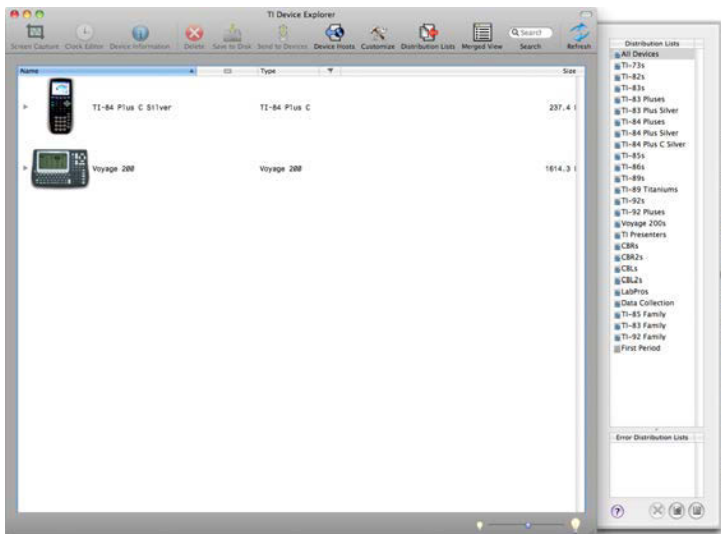 TI Device Explorer
Screen Capture Clock Editor Device Information Delete Save to Disk Send to Devices Device Hosts Customize Distribution Lists Merged View Search Refresh
Search
Name Type Size
TI-84 Plus C Silver TI-84 Plus C 237.4
Voyage 200 Voyage 200 1614.3
Distribution Lists
All Devices
TI-73s
TI-82s
TI-83s
TI-83 Pluses
TI-83 Plus Silver
TI-84 Pluses
TI-84 Plus Silver
TI-84 Plus C Silver
TI-85s
TI-86s
TI-89s
TI-89 Titaniums
TI-92s
TI-92 Pluses
Voyage 200s
TI Presenters
CBRs
CBR2s
CBLs
CBL2s
LabPros
Data Collection
TI-85 Family
TI-83 Family
TI-92 Family
First Period
Error Distribution Lists
?